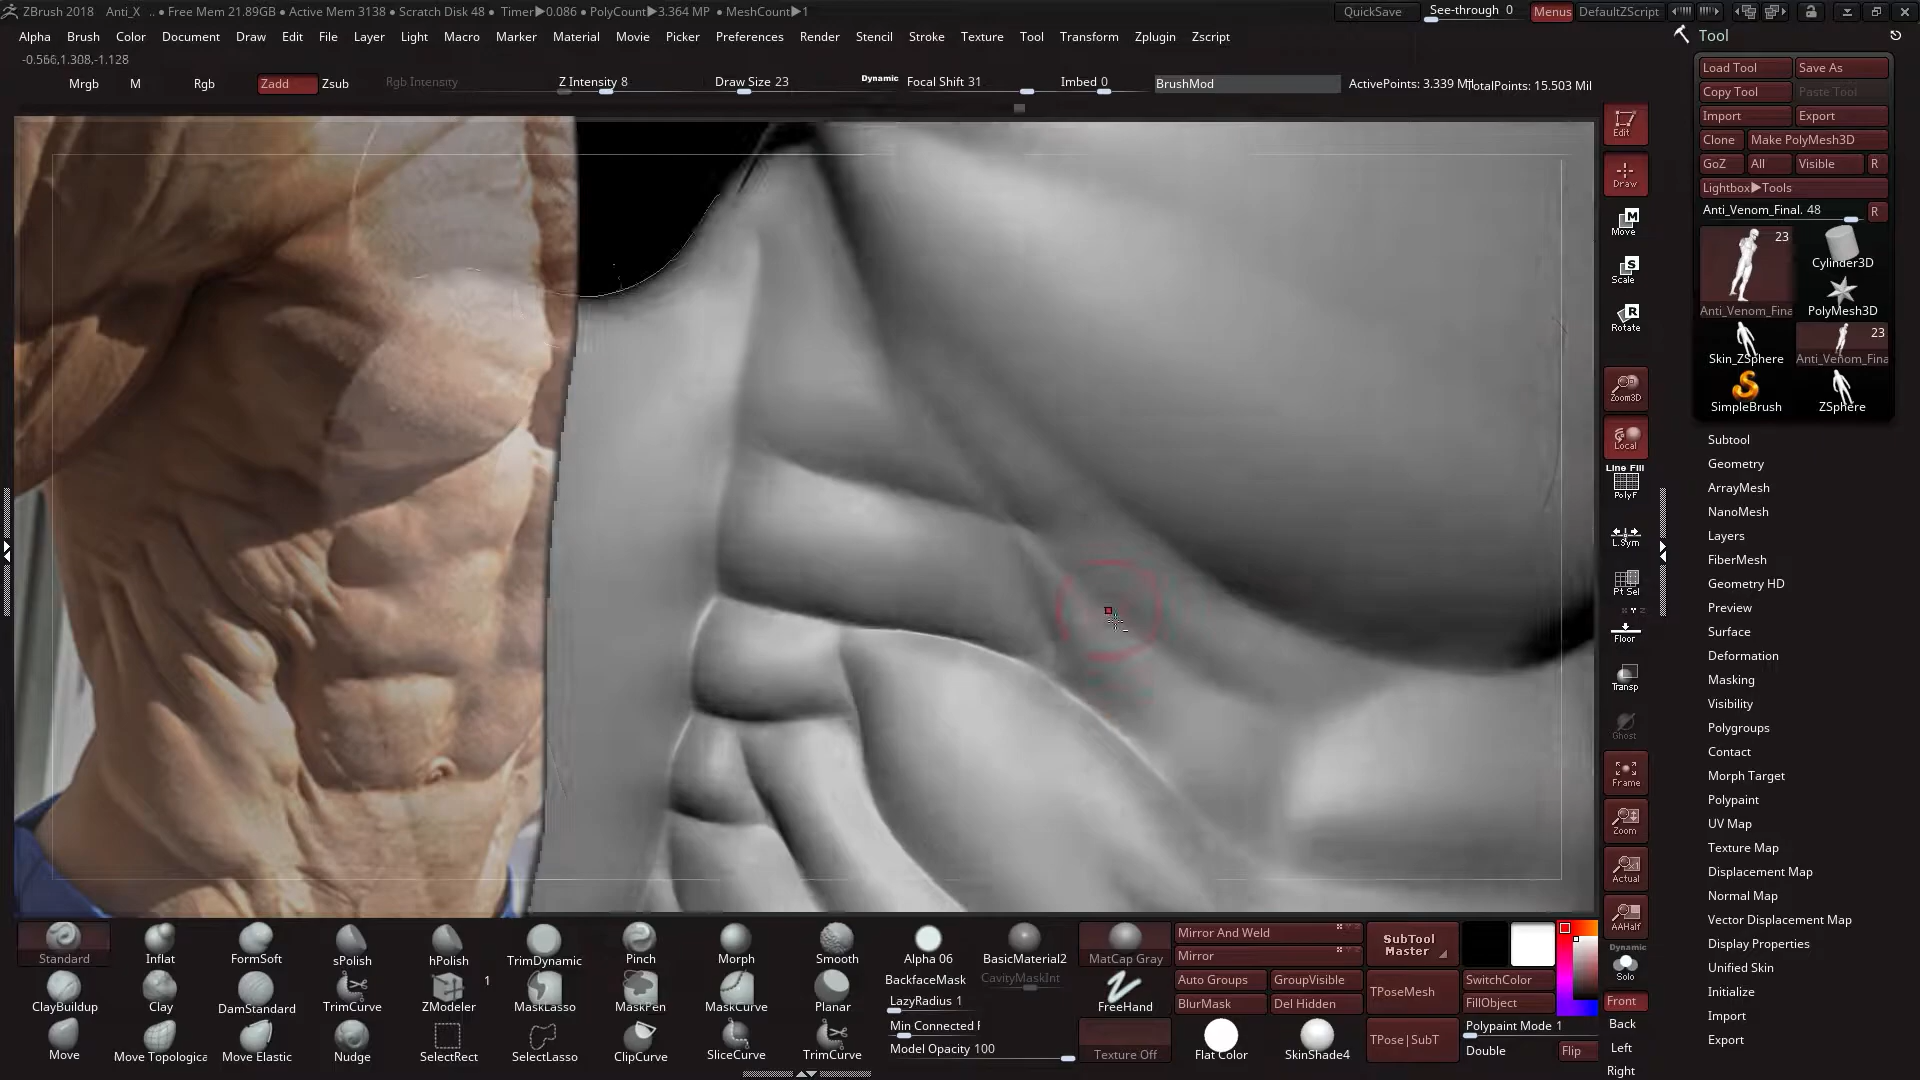 ZBrush 2018 Anti_X .. • Free Mem 21.89GB • Active Mem 3138 • Scratch Disk 48 • Timer▶0.086 • PolyCount▶3.364 MP • MeshCount▶1 QuickSave See-through 0 Menus DefaultZScript
Alpha Brush Color Document Draw Edit File Layer Light Macro Marker Material Movie Picker Preferences Render Stencil Stroke Texture Tool Transform Zplugin Zscript
-0.566,1.308,-1.128
Mrgb M Rgb Zadd Zsub Rgb Intensity Z Intensity 8 Draw Size 23 Dynamic Focal Shift 31 Imbed 0 BrushMod ActivePoints: 3.339 Mil TotalPoints: 15.503 Mil
Edit
Draw
Move
Scale
Rotate
Zoom3D
Local
Line Fill
PolyF
L.Sym
Pt Sel
Floor
Transp
Ghost
Frame
Zoom
Actual
AAHalf
Dynamic
Solo
Front
Back
Left
Right
Tool
Load Tool Save As
Copy Tool Paste Tool
Import Export
Clone Make PolyMesh3D
GoZ All Visible R
Lightbox▶Tools
Anti_Venom_Final. 48 R
23
Cylinder3D
Anti_Venom_Fina PolyMesh3D
23
Skin_ZSphere Anti_Venom_Fina
SimpleBrush ZSphere
Subtool
Geometry
ArrayMesh
NanoMesh
Layers
FiberMesh
Geometry HD
Preview
Surface
Deformation
Masking
Visibility
Polygroups
Contact
Morph Target
Polypaint
UV Map
Texture Map
Displacement Map
Normal Map
Vector Displacement Map
Display Properties
Unified Skin
Initialize
Import
Export
Standard Inflat FormSoft sPolish hPolish TrimDynamic Pinch Morph Smooth Alpha 06 BasicMaterial2 MatCap Gray
ClayBuildup Clay DamStandard TrimCurve ZModeler 1 MaskLasso MaskPen MaskCurve Planar
Move Move Topologica Move Elastic Nudge SelectRect SelectLasso ClipCurve SliceCurve TrimCurve
BackfaceMask CavityMaskInt
LazyRadius 1 FreeHand
Min Connected F
Model Opacity 100 Texture Off
Mirror And Weld
Mirror
Auto Groups GroupVisible
BlurMask Del Hidden
Flat Color SkinShade4
SubTool
Master
TPoseMesh
TPose|SubT
SwitchColor
FillObject
Polypaint Mode 1
Double Flip